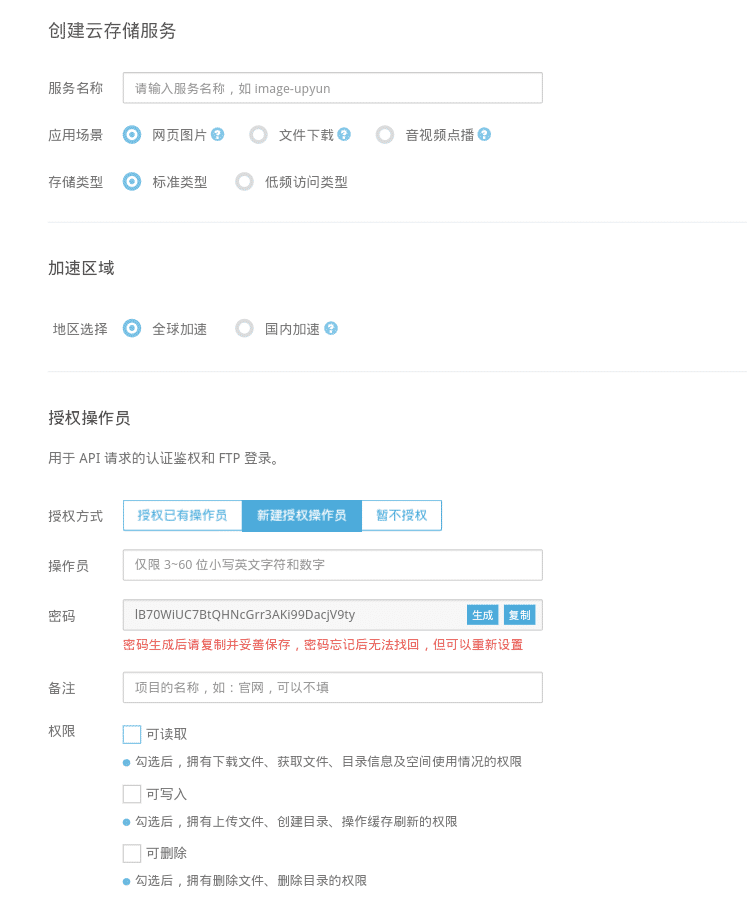 创建云存储服务
服务名称 请输入服务名称，如 image-upyun
应用场景 网页图片 ? 文件下载 ? 音视频点播 ?
存储类型 标准类型 低频访问类型
加速区域
地区选择 全球加速 国内加速 ?
授权操作员
用于 API 请求的认证鉴权和 FTP 登录。
授权方式 授权已有操作员 新建授权操作员 暂不授权
操作员 仅限 3~60 位小写英文字符和数字
密码 lB70WiUC7BtQHNcGrr3AKi99DacjV9ty 生成 复制
密码生成后请复制并妥善保存，密码忘记后无法找回，但可以重新设置
备注 项目的名称，如：官网，可以不填
权限 可读取
勾选后，拥有下载文件、获取文件、目录信息及空间使用情况的权限
可写入
勾选后，拥有上传文件、创建目录、操作缓存刷新的权限
可删除
勾选后，拥有删除文件、删除目录的权限